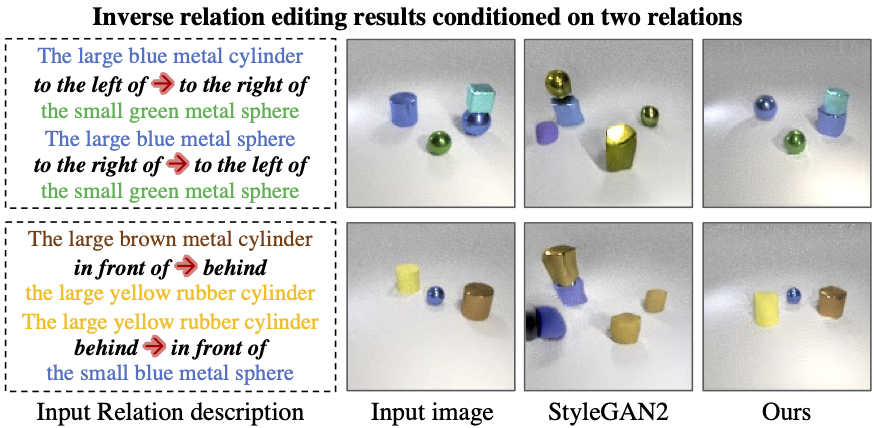 Inverse relation editing results conditioned on two relations
The large blue metal cylinder
to the left of → to the right of
the small green metal sphere
The large blue metal sphere
to the right of → to the left of
the small green metal sphere
The large brown metal cylinder
in front of → behind
the large yellow rubber cylinder
The large yellow rubber cylinder
behind → in front of
the small blue metal sphere
Input Relation description
Input image
StyleGAN2
Ours